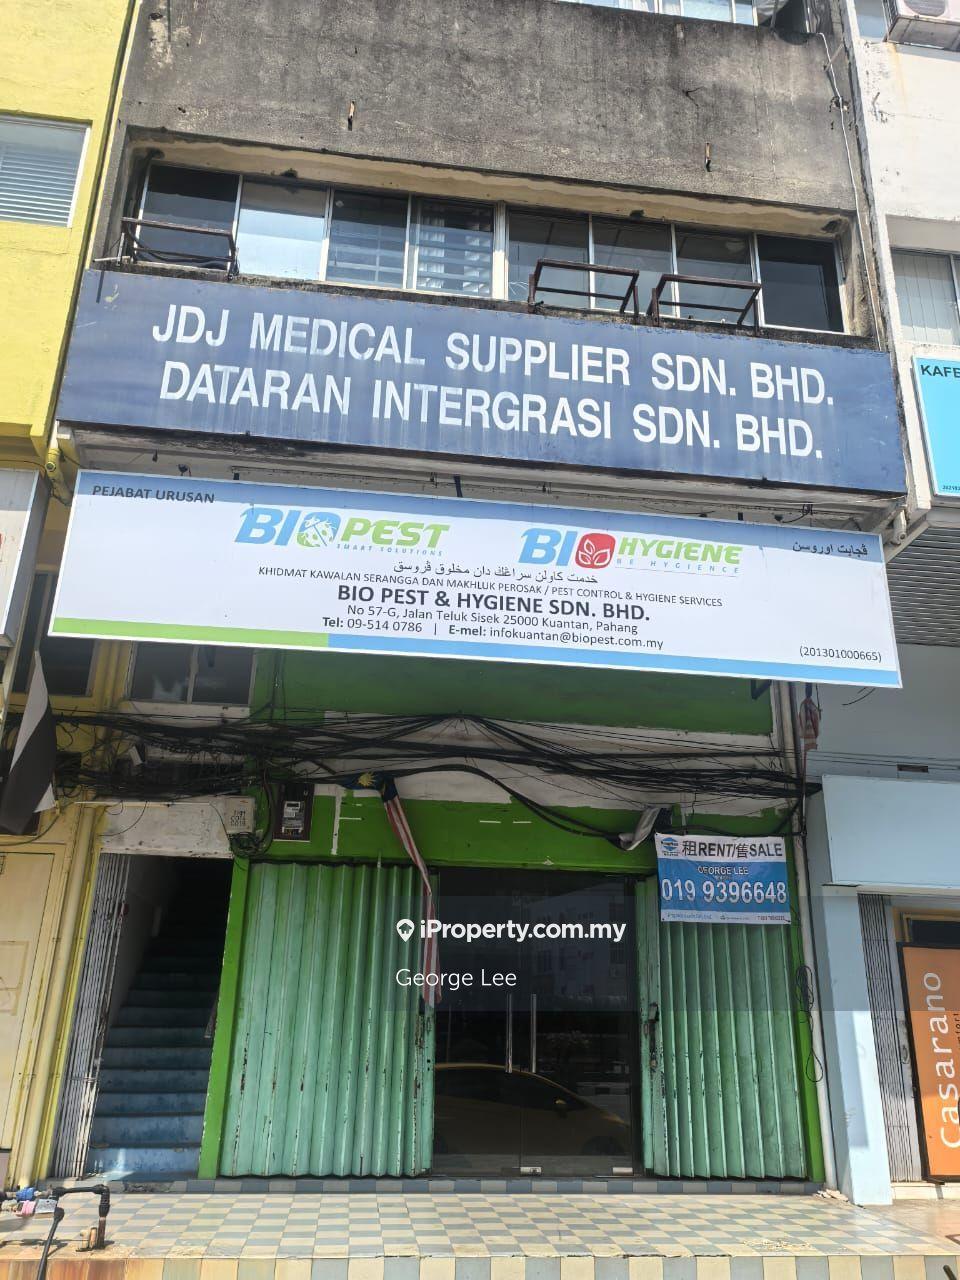 JDJ MEDICAL SUPPLIER SDN. BHD.
DATARAN INTERGRASI SDN. BHD.
KAFE
PEJABAT URUSAN
BIOPEST
SMART SOLUTIONS
BIO HYGIENE
BE HYGIENCE
ڤجابت اوروسن
خدمت کاولن سراڠݢ دان مخلوق ڤروسق
KHIDMAT KAWALAN SERANGGA DAN MAKHLUK PEROSAK / PEST CONTROL & HYGIENE SERVICES
BIO PEST & HYGIENE SDN. BHD.
No 57-G, Jalan Teluk Sisek 25000 Kuantan, Pahang
Tel: 09-514 0786 | E-mel: infokuantan@biopest.com.my
(201301000665)
租RENT/售SALE
GEORGE LEE
019 9396648
iProperty.com.my
George Lee
casarano